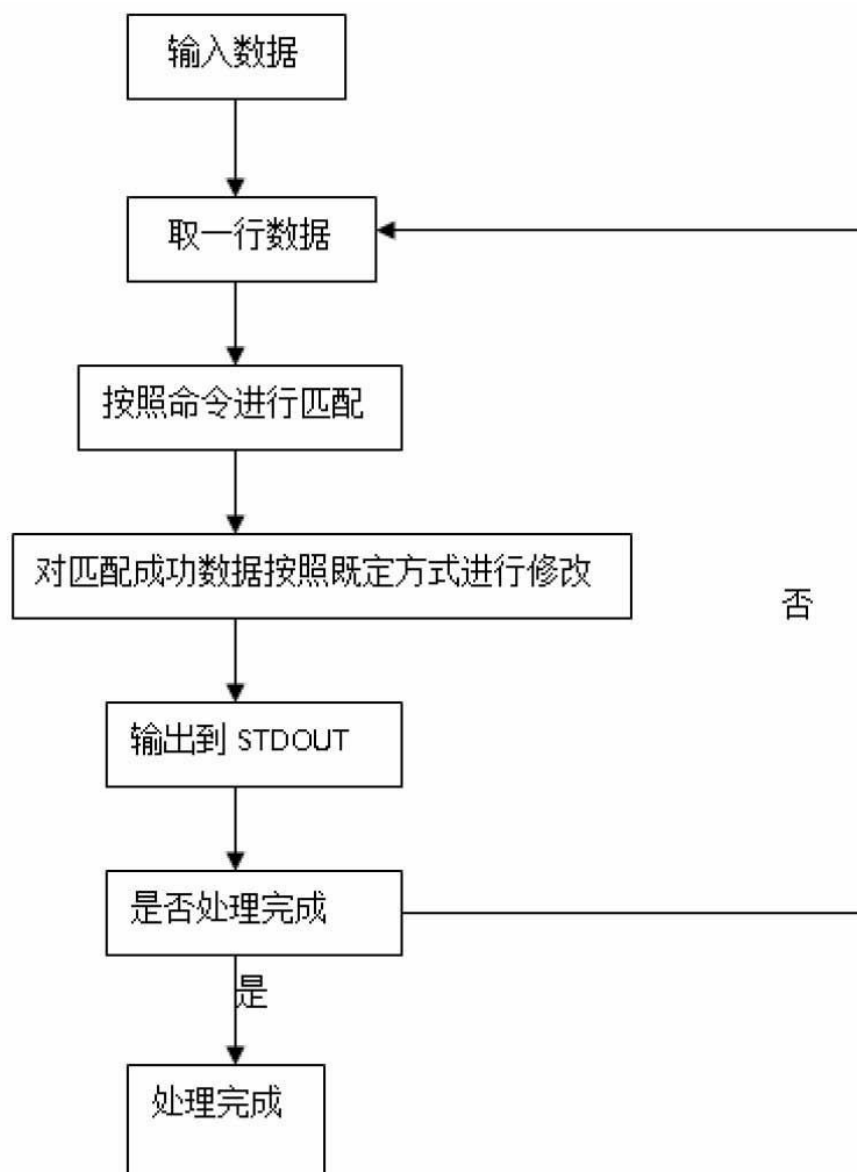 输入数据
取一行数据
按照命令进行匹配
对匹配成功数据按照既定方式进行修改
否
输出到 STDOUT
是否处理完成
是
处理完成